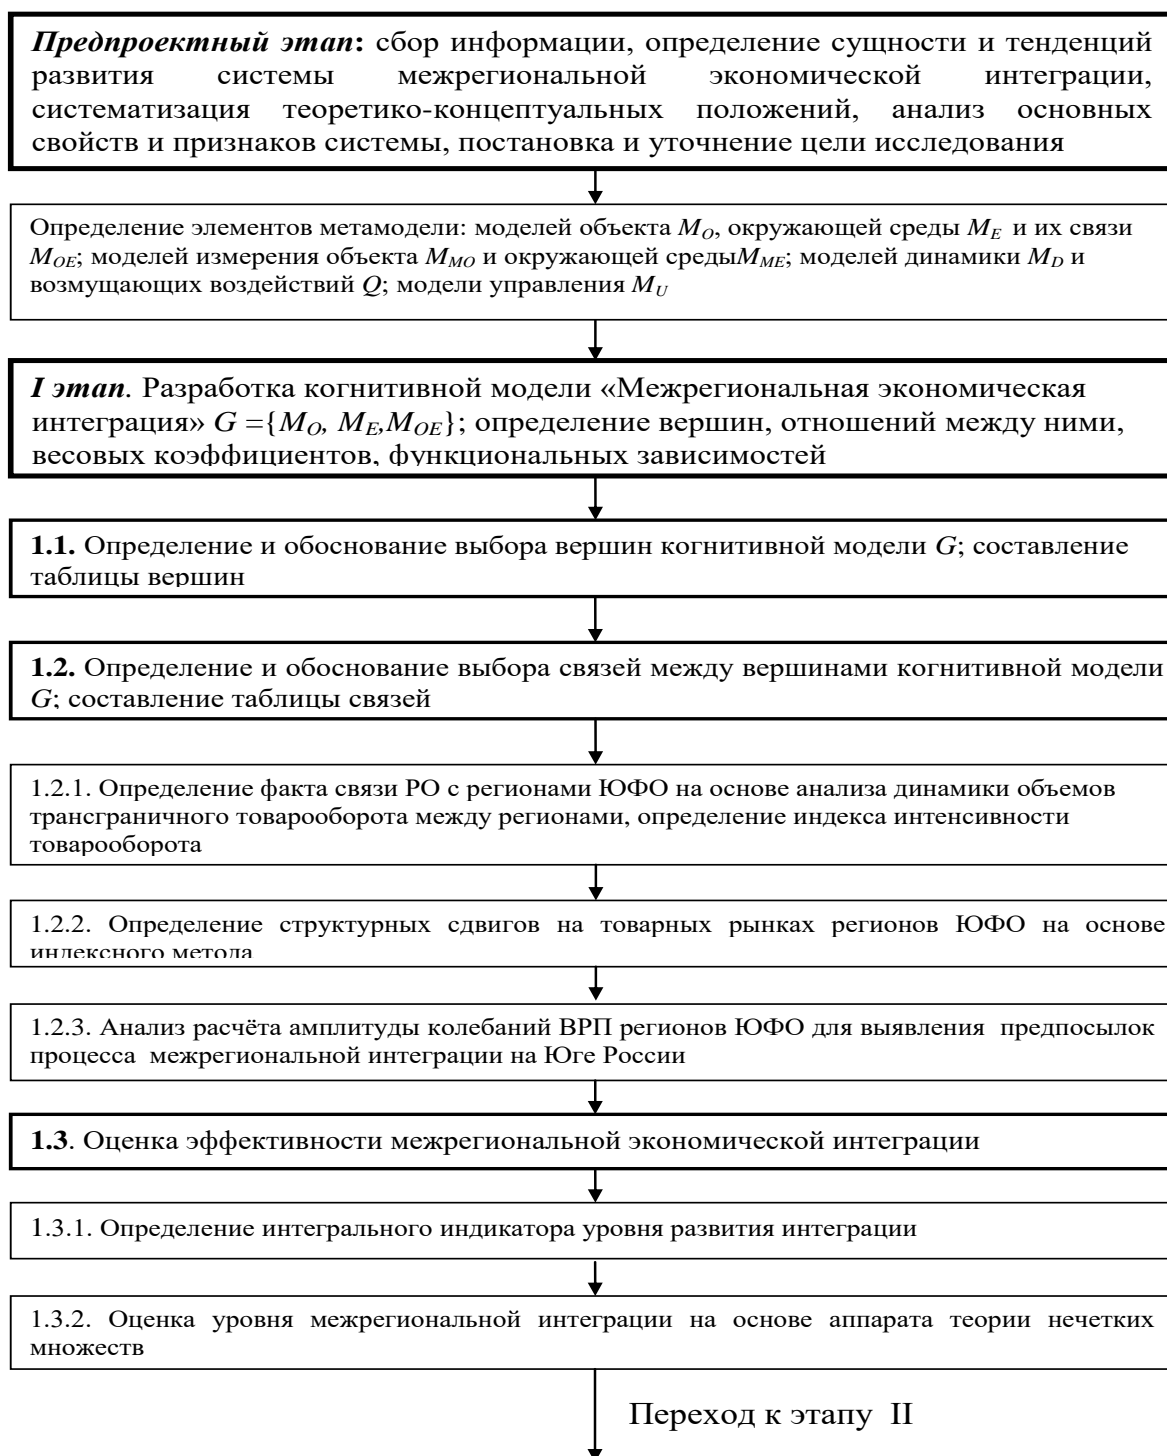 Предпроектный этап: сбор информации, определение сущности и тенденций
развития системы межрегиональной экономической интеграции,
систематизация теоретико-концептуальных положений, анализ основных
свойств и признаков системы, постановка и уточнение цели исследования
Определение элементов метамодели: моделей объекта MO, окружающей среды ME и их связи
MOE; моделей измерения объекта MMO и окружающей средыMME; моделей динамики MD и
возмущающих воздействий Q; модели управления MU
I этап. Разработка когнитивной модели «Межрегиональная экономическая
интеграция» G ={MO, ME,MOE}; определение вершин, отношений между ними,
весовых коэффициентов, функциональных зависимостей
1.1. Определение и обоснование выбора вершин когнитивной модели G; составление
таблицы вершин
1.2. Определение и обоснование выбора связей между вершинами когнитивной модели
G; составление таблицы связей
1.2.1. Определение факта связи РО с регионами ЮФО на основе анализа динамики объемов
трансграничного товарооборота между регионами, определение индекса интенсивности
товарооборота
1.2.2. Определение структурных сдвигов на товарных рынках регионов ЮФО на основе
индексного метода
1.2.3. Анализ расчёта амплитуды колебаний ВРП регионов ЮФО для выявления предпосылок
процесса межрегиональной интеграции на Юге России
1.3. Оценка эффективности межрегиональной экономической интеграции
1.3.1. Определение интегрального индикатора уровня развития интеграции
1.3.2. Оценка уровня межрегиональной интеграции на основе аппарата теории нечетких
множеств
Переход к этапу II